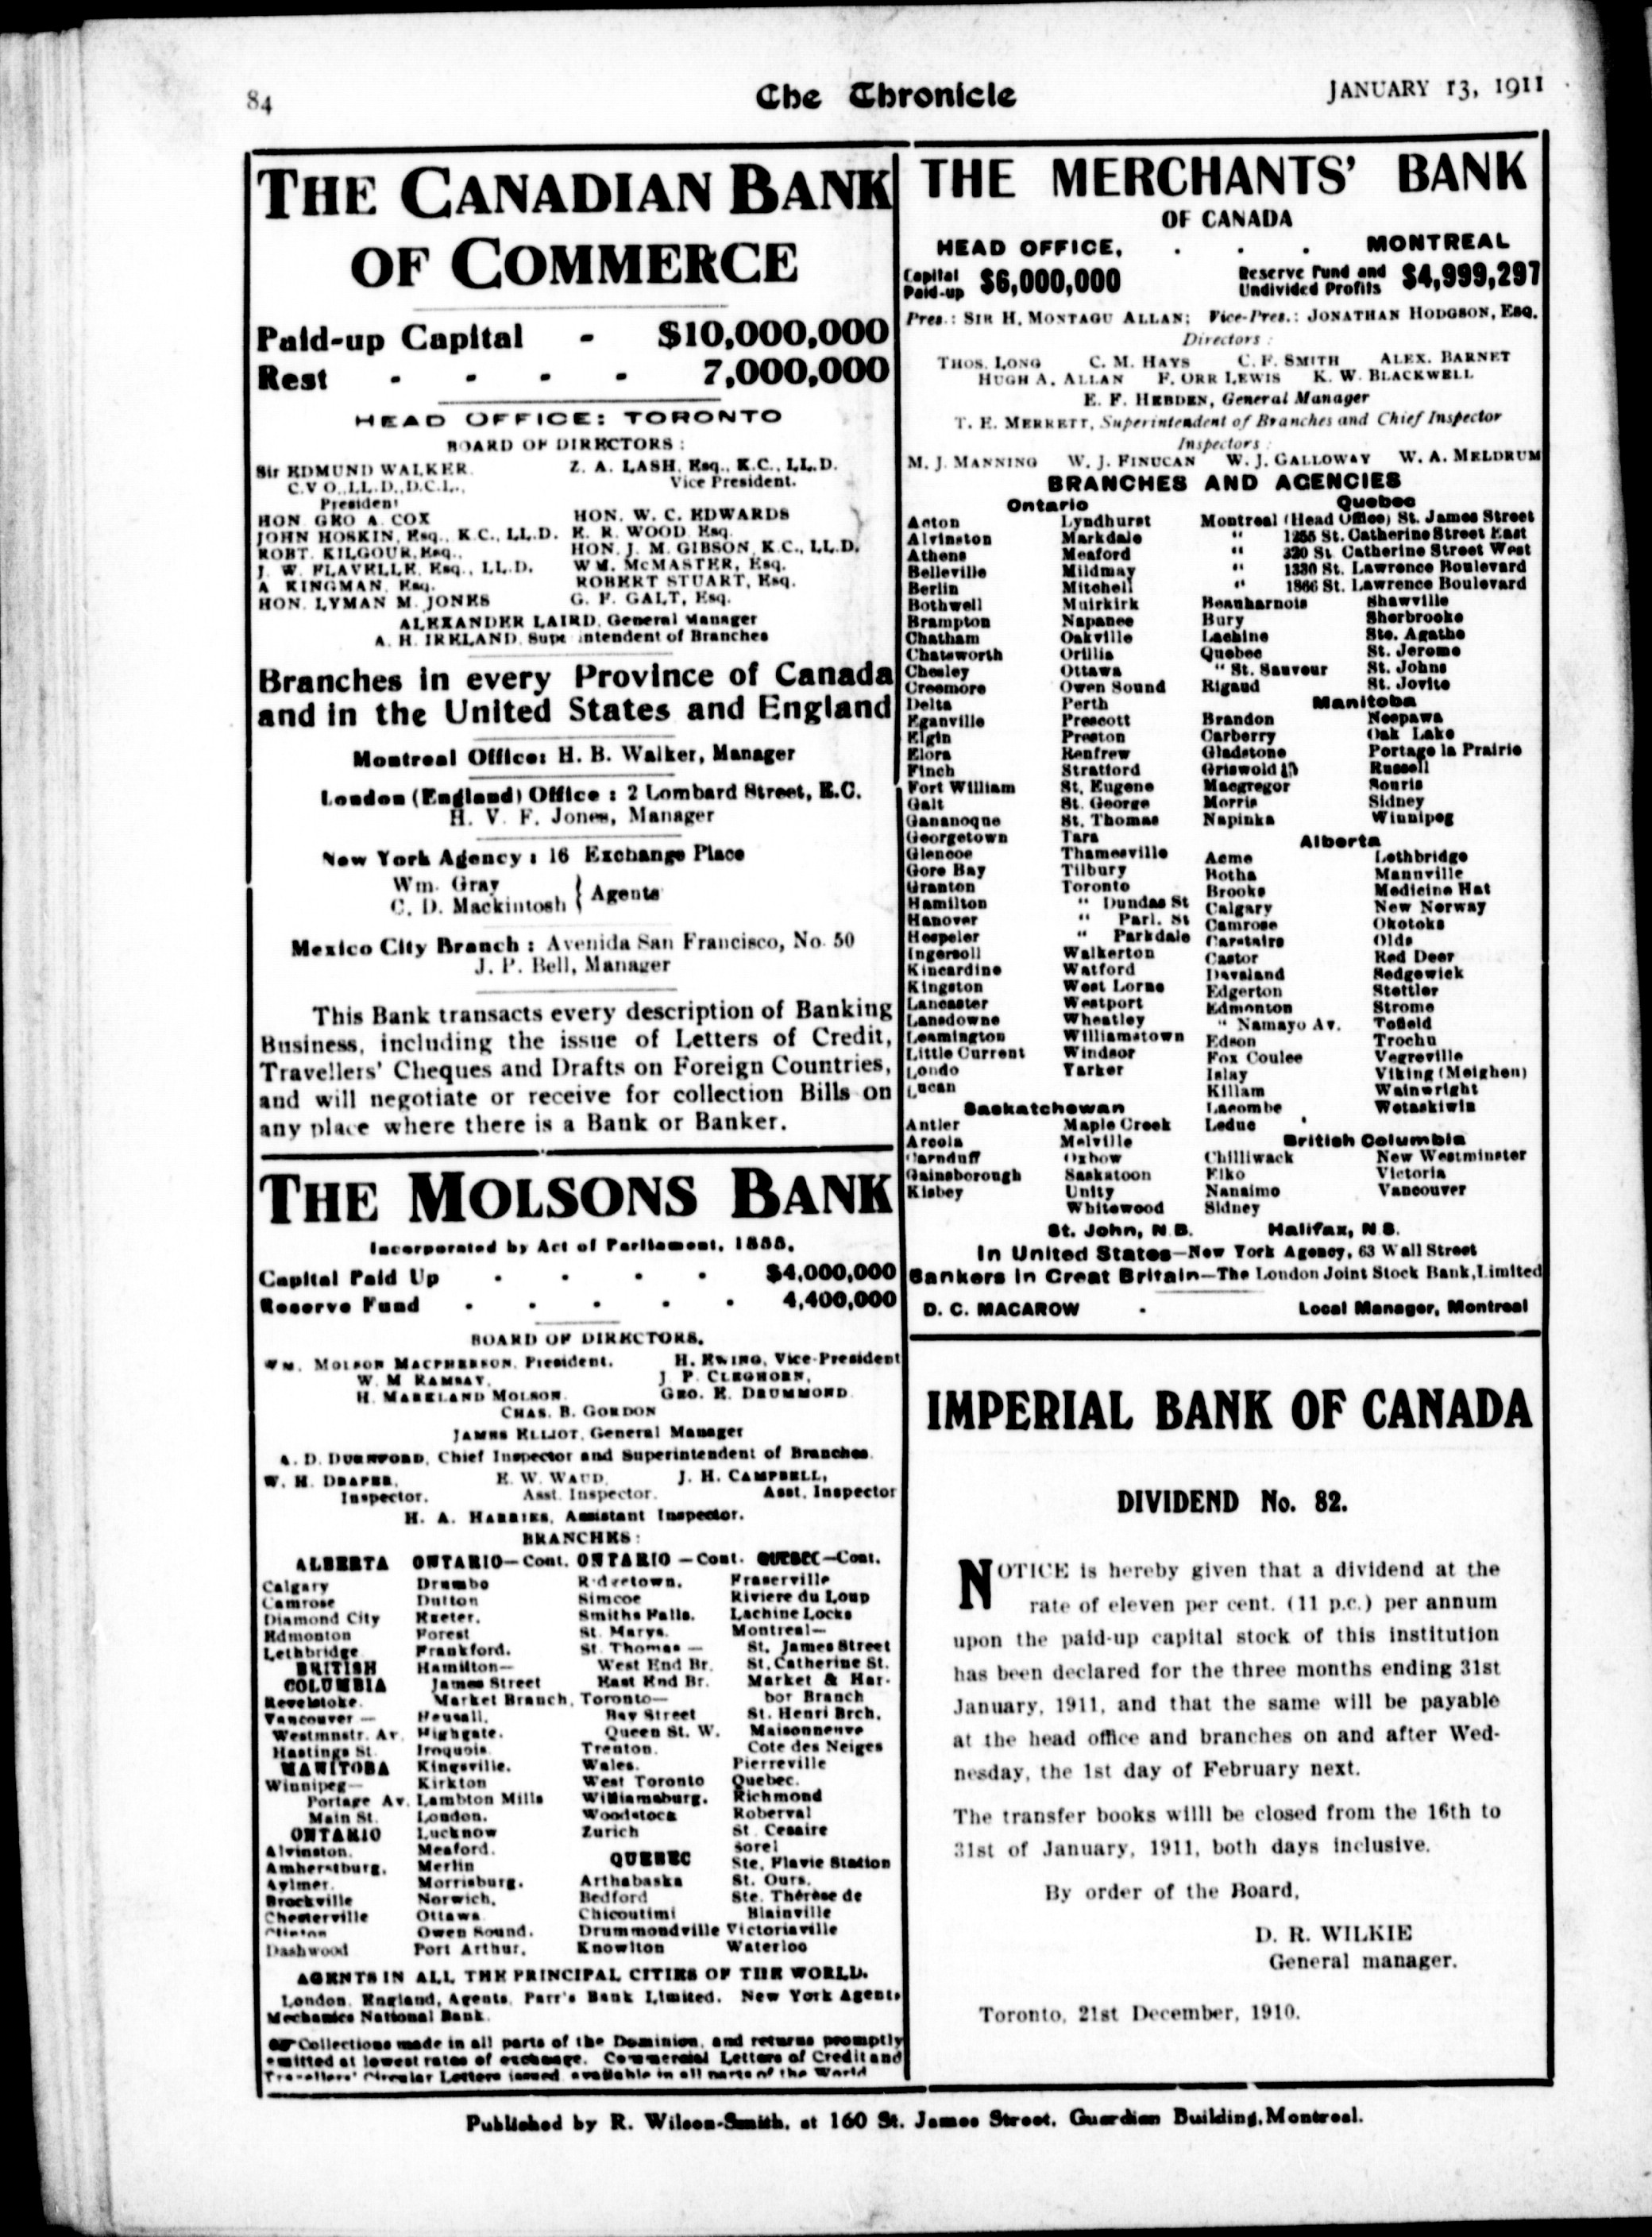 84
The Chronicle
JANUARY 13, 1911
THE CANADIAN BANK
OF COMMERCE
Paid-up Capital - $10,000,000
Rest - - - - 7,000,000
HEAD OFFICE: TORONTO
BOARD OF DIRECTORS:
Sir EDMUND WALKER, Z. A. LASH, Esq., K.C., LL.D.
C.V O., LL.D., D.C.L., Vice President.
President
HON. GEO A. COX HON. W. C. EDWARDS
JOHN HOSKIN, Esq., K.C., LL.D. E. R. WOOD Esq.
ROBT. KILGOUR, Esq., HON. J. M. GIBSON K.C., LL.D.
J. W. FLAVELLE, Esq., LL.D. WM. McMASTER, Esq.
A KINGMAN, Esq. ROBERT STUART, Esq.
HON. LYMAN M. JONES G. F. GALT, Esq.
ALEXANDER LAIRD, General Manager
A. H. IRELAND, Supe intendent of Branches
Branches in every Province of Canada
and in the United States and England
Montreal Office: H. B. Walker, Manager
London (England) Office : 2 Lombard Street, E.C.
H. V. F. Jones, Manager
New York Agency : 16 Exchange Place
Wm. Gray
C. D. Mackintosh } Agents
Mexico City Branch : Avenida San Francisco, No. 50
J. P. Bell, Manager
This Bank transacts every description of Banking
Business, including the issue of Letters of Credit,
Travellers' Cheques and Drafts on Foreign Countries,
and will negotiate or receive for collection Bills on
any place where there is a Bank or Banker.
THE MOLSONS BANK
Incorporated by Act of Parliament, 1855.
Capital Paid Up - - - - $4,000,000
Reserve Fund - - - - - 4,400,000
BOARD OF DIRECTORS.
WM. MOLSON MACPHERSON, President. H. EWING, Vice-President
W. M RAMSAY, J. P. CLEGHORN,
H. MARKLAND MOLSON. GEO. E. DRUMMOND.
CHAS. B. GORDON
JAMES ELLIOT, General Manager
A. D. DURNFORD, Chief Inspector and Superintendent of Branches.
W. H. DRAPER, E. W. WAUD, J. H. CAMPBELL,
Inspector. Asst. Inspector. Asst. Inspector
H. A. HARRIES, Assistant Inspector.
BRANCHES:
ALBERTA ONTARIO—Cont. ONTARIO—Cont. QUEBEC—Cont.
Calgary Drumbo Ridgetown. Fraserville
Camrose Dutton Simcoe Riviere du Loup
Diamond City Exeter. Smiths Falls. Lachine Locks
Edmonton Forest St. Marys. Montreal—
Lethbridge Frankford. St. Thomas — St. James Street
BRITISH Hamilton— West End Br. St. Catherine St.
COLUMBIA James Street East End Br. Market & Har-
Revelstoke. Market Branch, Toronto— bor Branch
Vancouver — Hensall. Bay Street St. Henri Brch.
Westmnstr. Av. Highgate. Queen St. W. Maisonneuve
Hastings St. Iroquois. Trenton. Cote des Neiges
MANITOBA Kingsville. Wales. Pierreville
Winnipeg— Kirkton West Toronto Quebec.
Portage Av. Lambton Mills Williamsburg. Richmond
Main St. London. Woodstock Roberval
ONTARIO Lucknow Zurich St Cesaire
Alvinston. Meaford. Sorel
Amherstburg. Merlin QUEBEC Ste. Flavie Station
Aylmer. Morrisburg. Arthabaska St. Ours.
Brockville Norwich. Bedford Ste. Thérèse de
Chesterville Ottawa Chicoutimi Blainville
Clinton Owen Sound. Drummondville Victoriaville
Dashwood Port Arthur. Knowlton Waterloo
AGENTS IN ALL THE PRINCIPAL CITIES OF THE WORLD.
London, England, Agents, Parr's Bank Limited. New York Agents
Mechanics National Bank.
☞ Collections made in all parts of the Dominion, and returns promptly
emitted at lowest rates of exchange. Commercial Letters of Credit and
Travellers' Circular Letters issued available in all parts of the World
THE MERCHANTS' BANK
OF CANADA
HEAD OFFICE, . . . MONTREAL
Capital Paid-up $6,000,000 Reserve Fund and Undivided Profits $4,999,297
Pres.: SIR H. MONTAGU ALLAN; Vice-Pres.: JONATHAN HODGSON, ESQ.
Directors :
THOS. LONG C. M. HAYS C. F. SMITH ALEX. BARNET
HUGH A. ALLAN F. ORR LEWIS K. W. BLACKWELL
E. F. HEBDEN, General Manager
T. E. MERRETT, Superintendent of Branches and Chief Inspector
Inspectors :
M. J. MANNING W. J. FINUCAN W. J. GALLOWAY W. A. MELDRUM
BRANCHES AND AGENCIES
Ontario Quebec
Acton Lyndhurst Montreal (Head Office) St. James Street
Alvinston Markdale " 1255 St. Catherine Street East
Athens Meaford " 320 St. Catherine Street West
Belleville Mildmay " 1330 St. Lawrence Boulevard
Berlin Mitchell " 1866 St. Lawrence Boulevard
Bothwell Muirkirk Beauharnois Shawville
Brampton Napanee Bury Sherbrooke
Chatham Oakville Lachine Ste. Agathe
Chatsworth Orillia Quebec St. Jerome
Chesley Ottawa " St. Sauveur St. Johns
Creemore Owen Sound Rigaud St. Jovite
Delta Perth Manitoba
Eganville Prescott Brandon Neepawa
Elgin Preston Carberry Oak Lake
Elora Renfrew Gladstone Portage la Prairie
Finch Stratford Griswold Russell
Fort William St. Eugene Macgregor Souris
Galt St. George Morris Sidney
Gananoque St. Thomas Napinka Winnipeg
Georgetown Tara Alberta
Glencoe Thamesville Acme Lethbridge
Gore Bay Tilbury Botha Mannville
Granton Toronto Brooks Medicine Hat
Hamilton " Dundas St Calgary New Norway
Hanover " Parl. St Camrose Okotoks
Hespeler " Parkdale Carstairs Olds
Ingersoll Walkerton Castor Red Deer
Kincardine Watford Daysland Sedgewick
Kingston West Lorne Edgerton Stettler
Lancaster Westport Edmonton Strome
Lansdowne Wheatley " Namayo Av. Tofield
Leamington Williamstown Edson Trochu
Little Current Windsor Fox Coulee Vegreville
Londo Yarker Islay Viking (Meighen)
Lucan Killam Wainwright
Saskatchewan Lacombe Wetaskiwin
Antler Maple Creek Leduc
Arcola Melville British Columbia
Carnduff Oxbow Chilliwack New Westminster
Gainsborough Saskatoon Elko Victoria
Kisbey Unity Nanaimo Vancouver
Whitewood Sidney
St. John, N.B. Halifax, N.S.
In United States—New York Agency, 63 Wall Street
Bankers in Great Britain—The London Joint Stock Bank, Limited
D. C. MACAROW - Local Manager, Montreal
IMPERIAL BANK OF CANADA
DIVIDEND No. 82.
NOTICE is hereby given that a dividend at the
rate of eleven per cent. (11 p.c.) per annum
upon the paid-up capital stock of this institution
has been declared for the three months ending 31st
January, 1911, and that the same will be payable
at the head office and branches on and after Wed-
nesday, the 1st day of February next.
The transfer books willl be closed from the 16th to
31st of January, 1911, both days inclusive.
By order of the Board,
D. R. WILKIE
General manager.
Toronto, 21st December, 1910.
Published by R. Wilson-Smith, at 160 St. James Street, Guardian Building, Montreal.